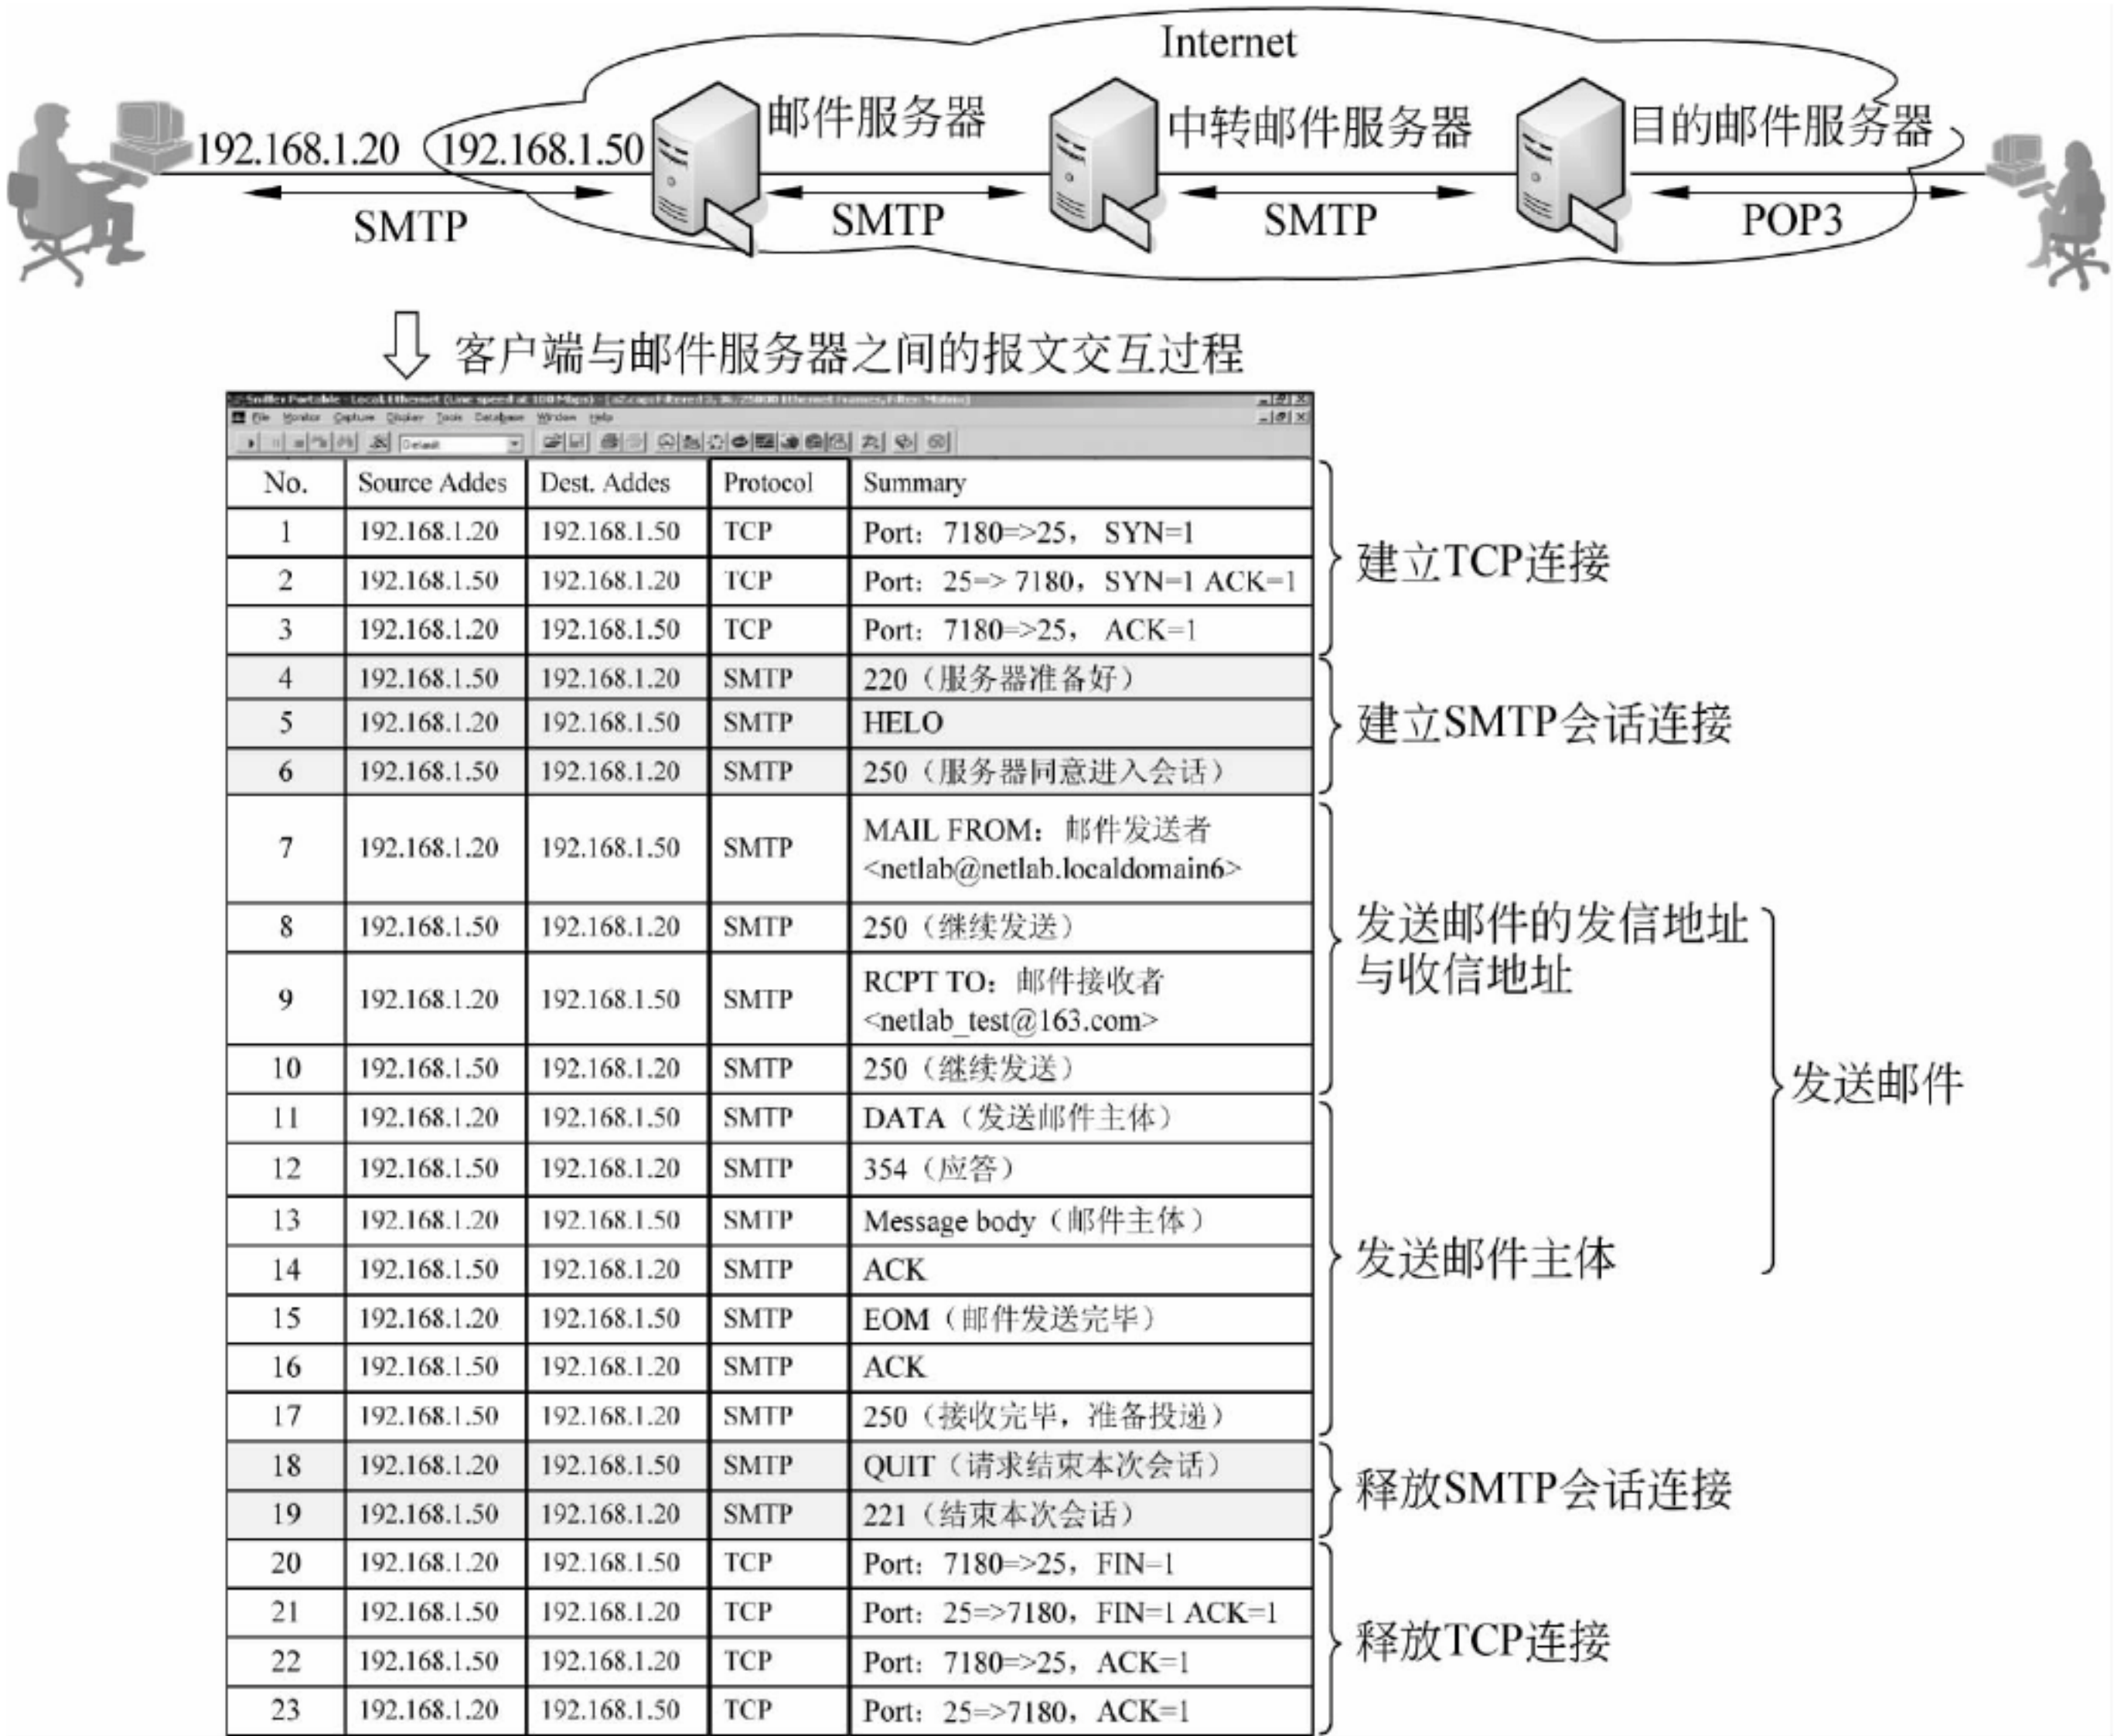 Internet
192.168.1.20
192.168.1.50
邮件服务器
中转邮件服务器
目的邮件服务器
SMTP
SMTP
SMTP
POP3
客户端与邮件服务器之间的报文交互过程
File Monitor Capture Display Tools Database Window Help
Default
No. Source Addes Dest. Addes Protocol Summary
1 192.168.1.20 192.168.1.50 TCP Port: 7180=>25, SYN=1
2 192.168.1.50 192.168.1.20 TCP Port: 25=> 7180, SYN=1 ACK=1
3 192.168.1.20 192.168.1.50 TCP Port: 7180=>25, ACK=1
建立TCP连接
4 192.168.1.50 192.168.1.20 SMTP 220（服务器准备好）
5 192.168.1.20 192.168.1.50 SMTP HELO
6 192.168.1.50 192.168.1.20 SMTP 250（服务器同意进入会话）
建立SMTP会话连接
7 192.168.1.20 192.168.1.50 SMTP MAIL FROM: 邮件发送者
<netlab@netlab.localdomain6>
8 192.168.1.50 192.168.1.20 SMTP 250（继续发送）
9 192.168.1.20 192.168.1.50 SMTP RCPT TO: 邮件接收者
<netlab_test@163.com>
10 192.168.1.50 192.168.1.20 SMTP 250（继续发送）
发送邮件的发信地址
与收信地址
11 192.168.1.20 192.168.1.50 SMTP DATA（发送邮件主体）
12 192.168.1.50 192.168.1.20 SMTP 354（应答）
13 192.168.1.20 192.168.1.50 SMTP Message body（邮件主体）
14 192.168.1.50 192.168.1.20 SMTP ACK
15 192.168.1.20 192.168.1.50 SMTP EOM（邮件发送完毕）
16 192.168.1.50 192.168.1.20 SMTP ACK
17 192.168.1.50 192.168.1.20 SMTP 250（接收完毕，准备投递）
发送邮件主体
发送邮件
18 192.168.1.20 192.168.1.50 SMTP QUIT（请求结束本次会话）
19 192.168.1.50 192.168.1.20 SMTP 221（结束本次会话）
释放SMTP会话连接
20 192.168.1.20 192.168.1.50 TCP Port: 7180=>25, FIN=1
21 192.168.1.50 192.168.1.20 TCP Port: 25=>7180, FIN=1 ACK=1
22 192.168.1.50 192.168.1.20 TCP Port: 7180=>25, ACK=1
23 192.168.1.20 192.168.1.50 TCP Port: 25=>7180, ACK=1
释放TCP连接